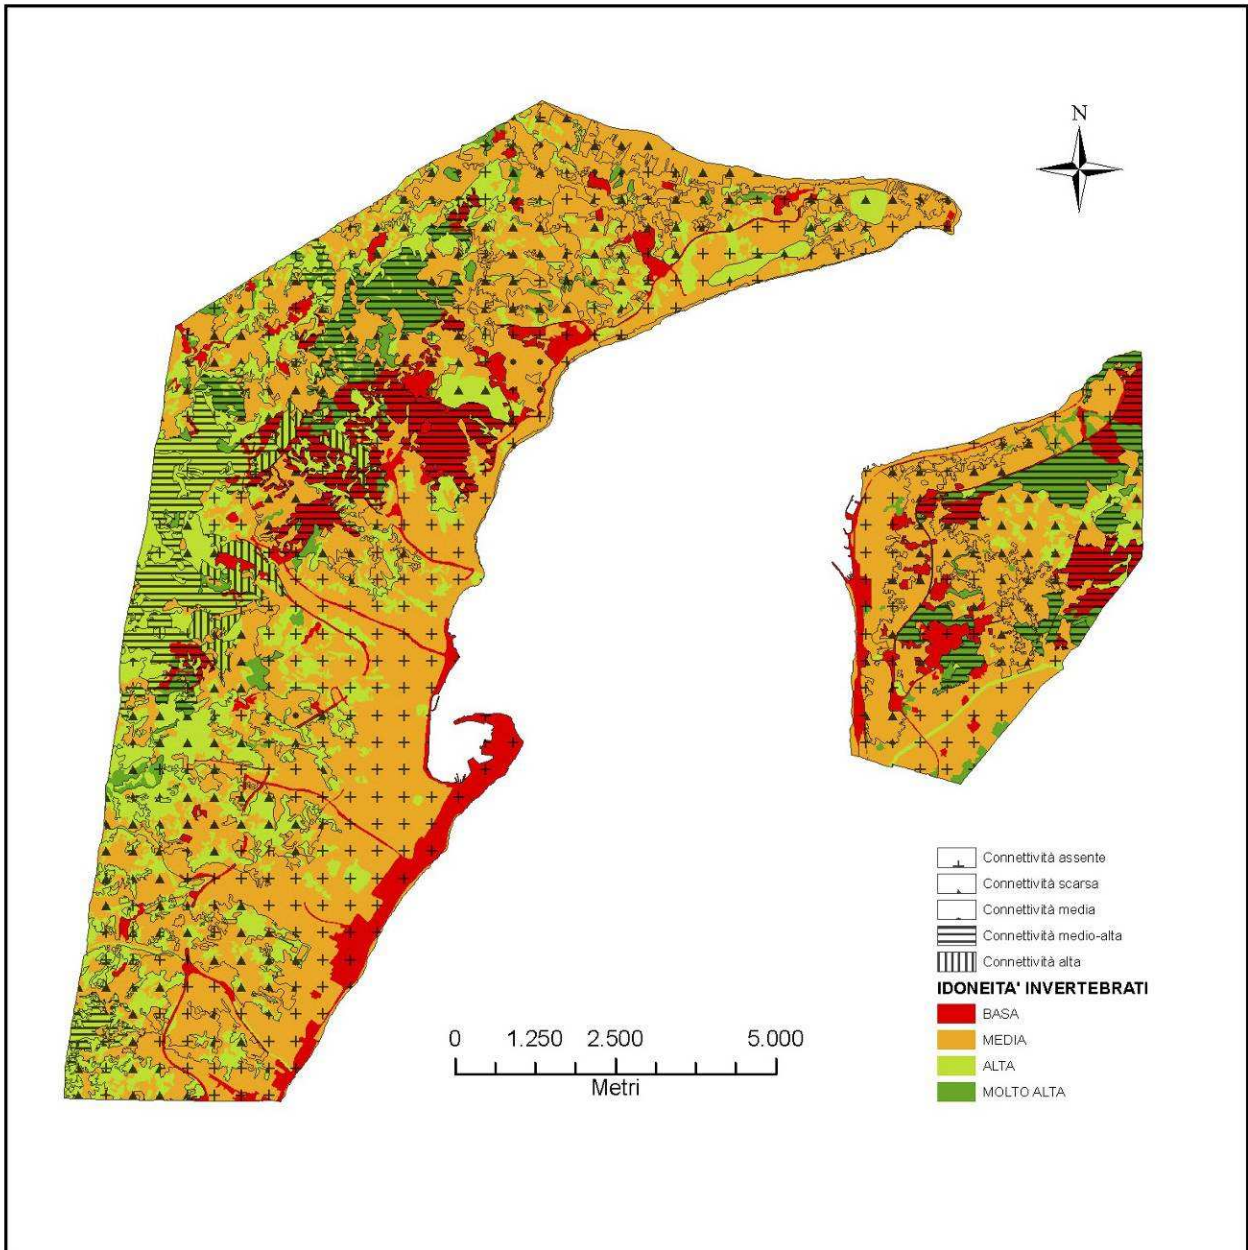 N
Connettività assente
Connettività scarsa
Connettività media
Connettività medio-alta
Connettività alta
IDONEITA' INVERTEBRATI
BASA
MEDIA
ALTA
MOLTO ALTA
0 1.250 2.500 5.000
Metri